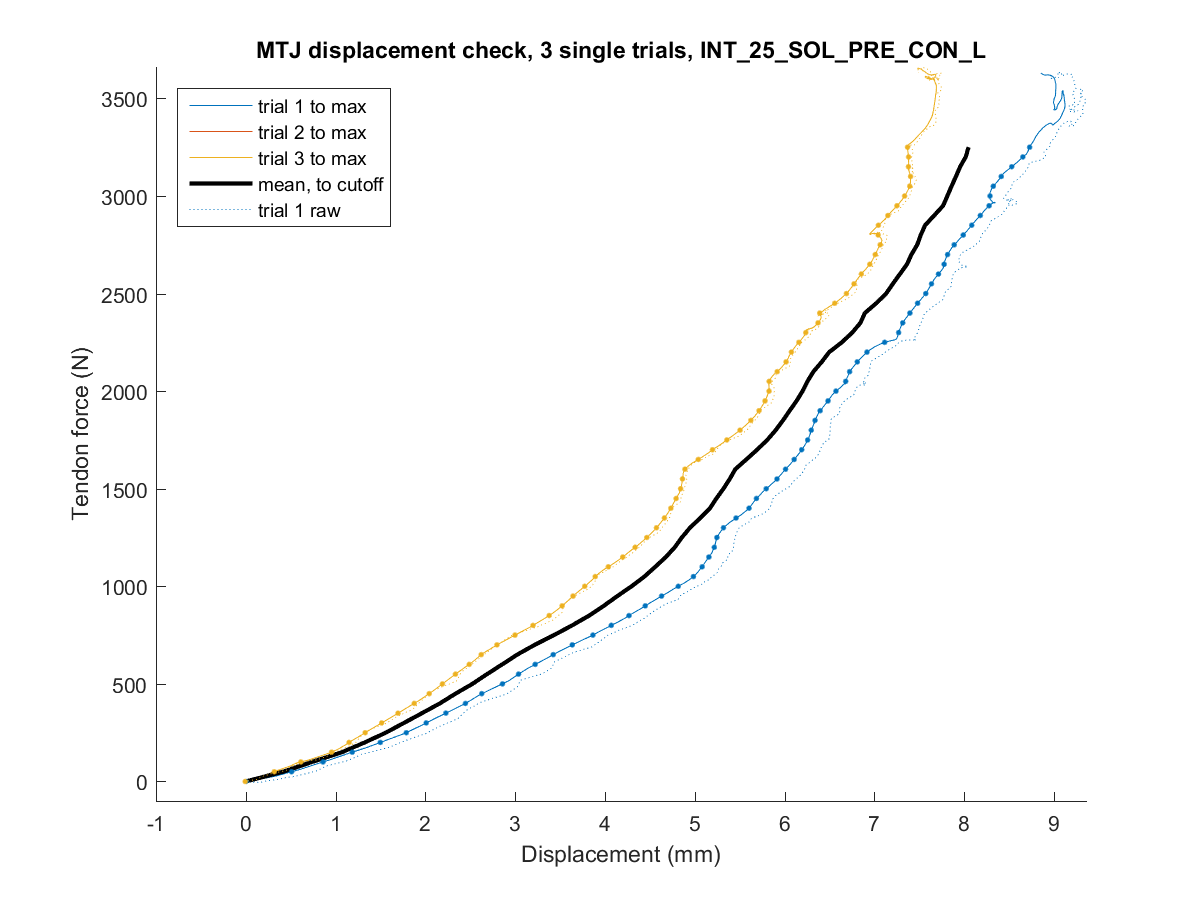 MTJ displacement check, 3 single trials, INT_25_SOL_PRE_CON_L
trial 1 to max
trial 2 to max
trial 3 to max
mean, to cutoff
trial 1 raw
3500
3000
2500
2000
1500
1000
500
0
Tendon force (N)
-1 0 1 2 3 4 5 6 7 8 9
Displacement (mm)